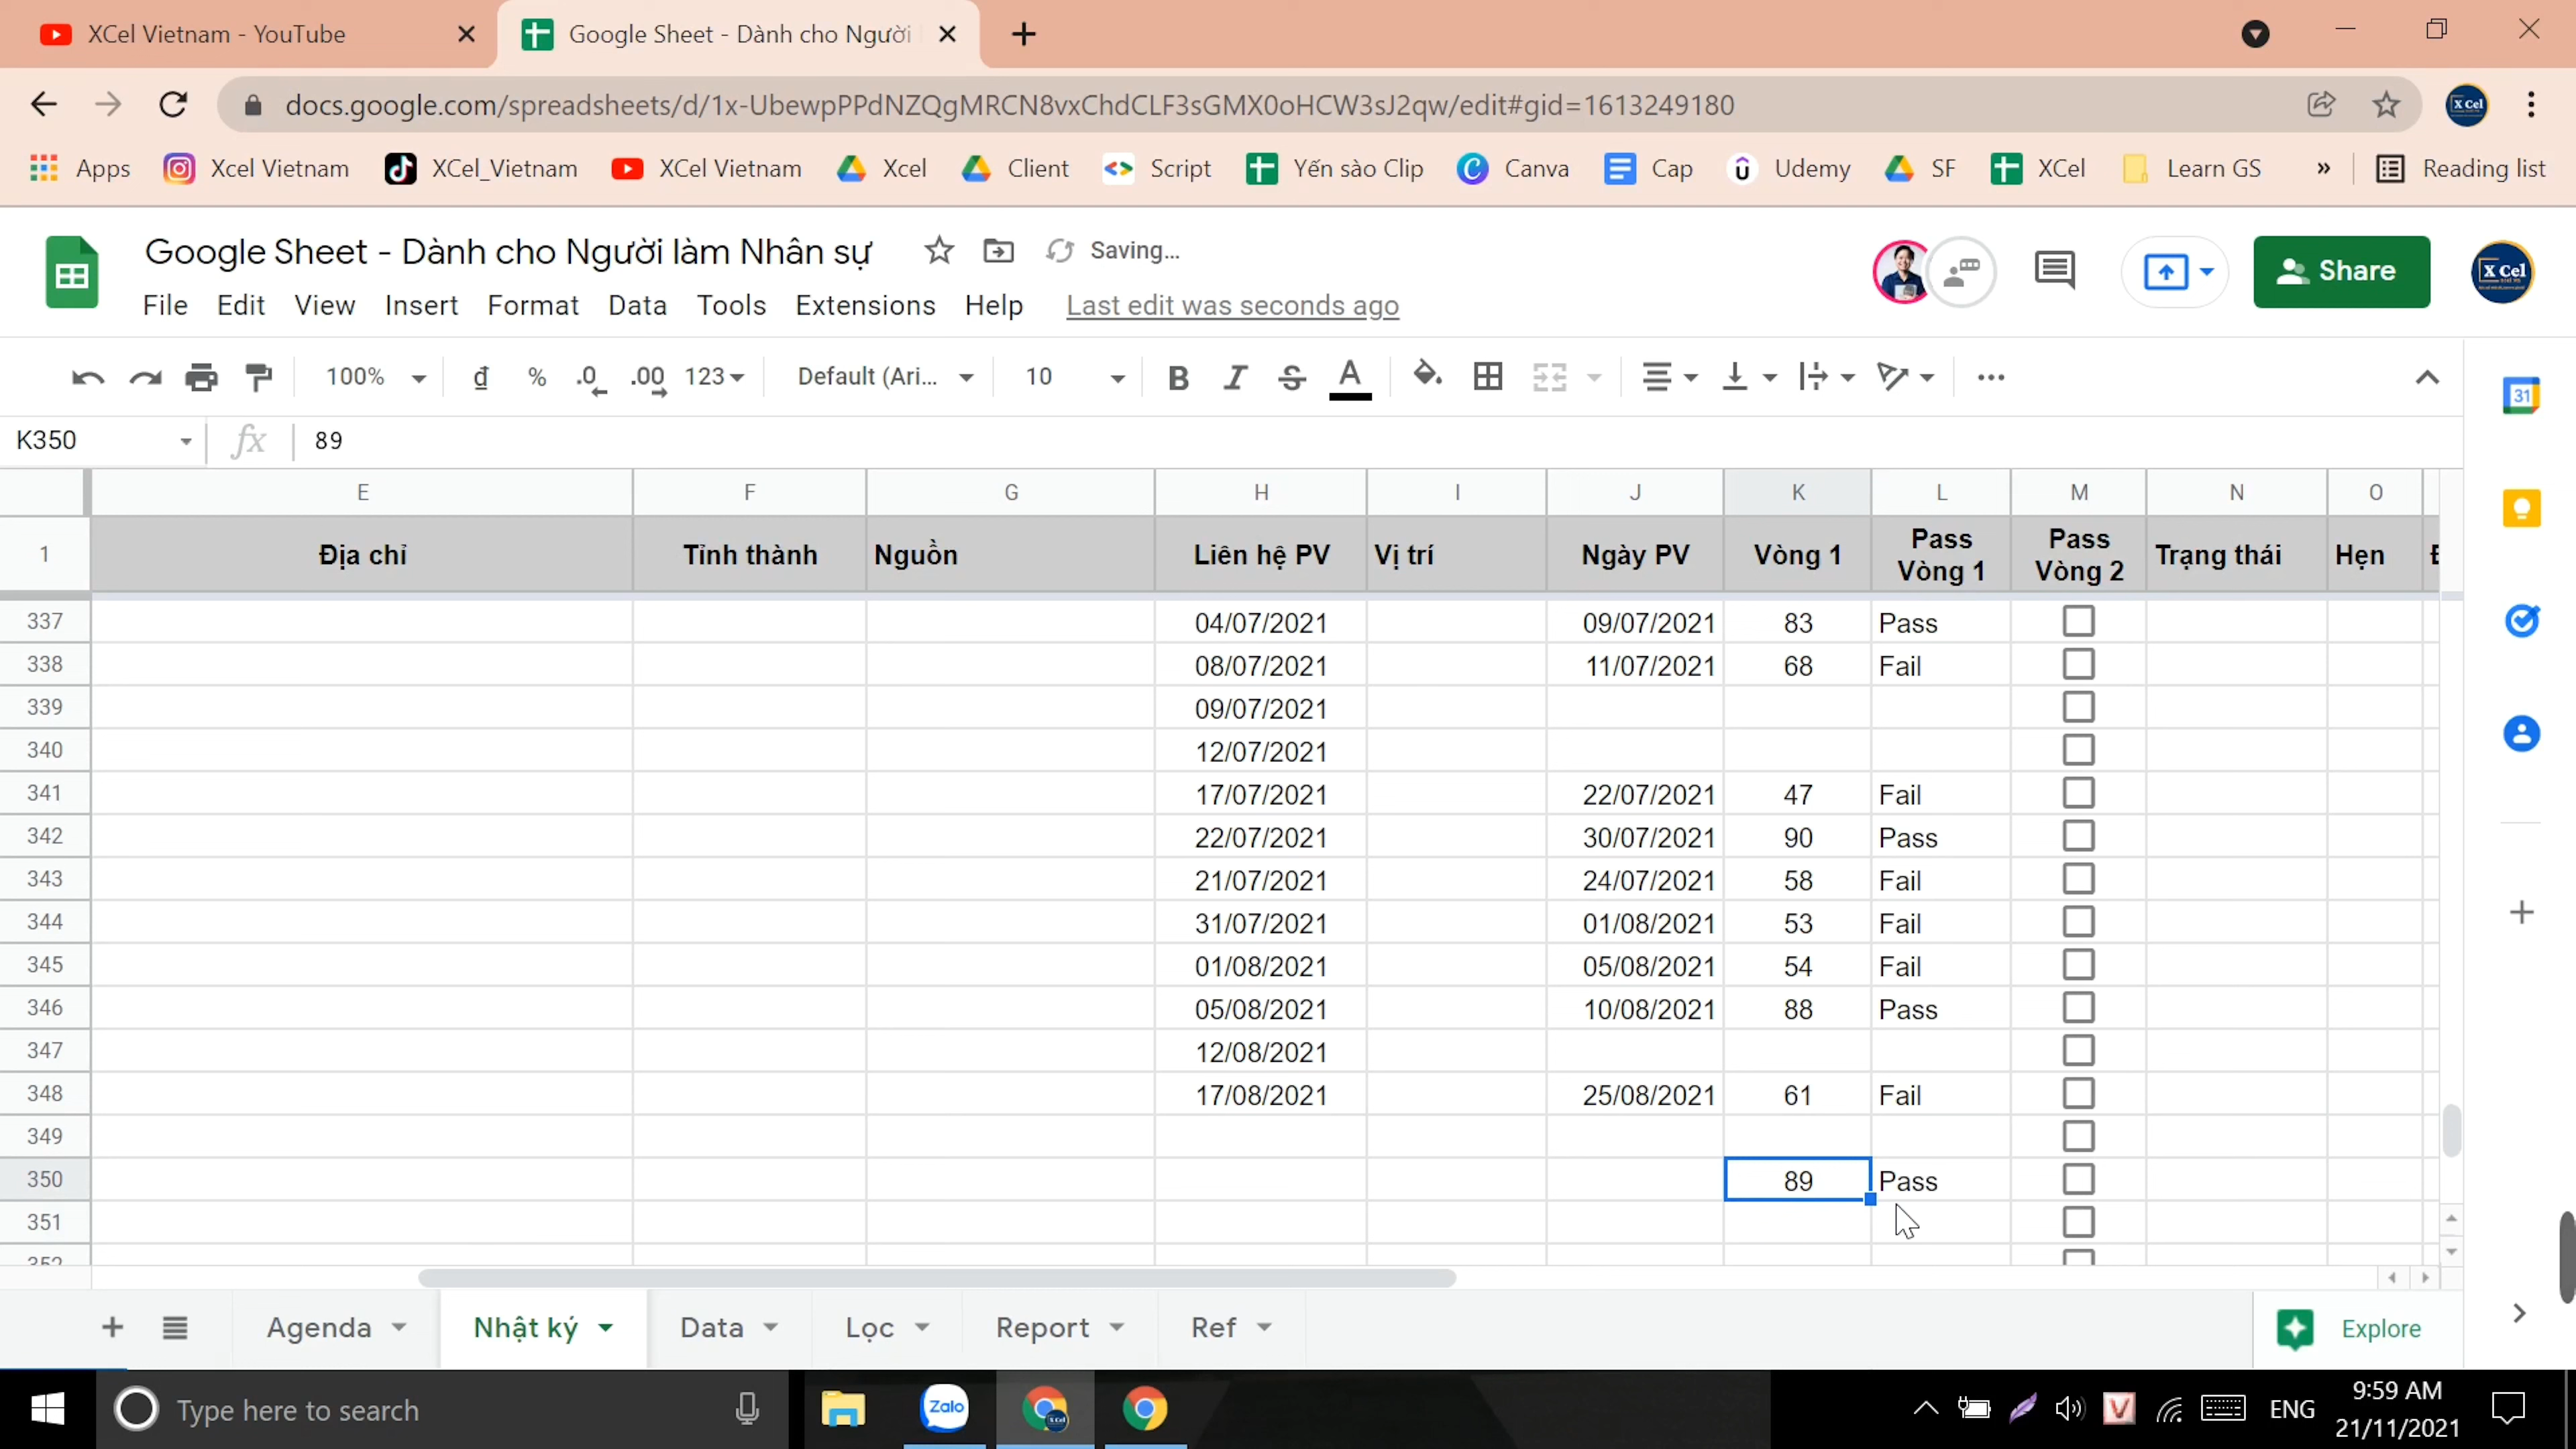 XCel Vietnam - YouTube
Google Sheet - Dành cho Người
docs.google.com/spreadsheets/d/1x-UbewpPPdNZQgMRCN8vxChdCLF3sGMX0oHCW3sJ2qw/edit#gid=1613249180
Apps Xcel Vietnam XCel_Vietnam XCel Vietnam Xcel Client Script Yến sào Clip Canva Cap Udemy SF XCel Learn GS » Reading list
Google Sheet - Dành cho Người làm Nhân sự Saving...
File Edit View Insert Format Data Tools Extensions Help Last edit was seconds ago
Share
X Cel
100% đ % .0 .00 123 Default (Ari... 10 B I S A
K350 fx 89
E F G H I J K L M N O
1 Địa chỉ Tỉnh thành Nguồn Liên hệ PV Vị trí Ngày PV Vòng 1 Pass Vòng 1 Pass Vòng 2 Trạng thái Hẹn
337 04/07/2021 09/07/2021 83 Pass
338 08/07/2021 11/07/2021 68 Fail
339 09/07/2021
340 12/07/2021
341 17/07/2021 22/07/2021 47 Fail
342 22/07/2021 30/07/2021 90 Pass
343 21/07/2021 24/07/2021 58 Fail
344 31/07/2021 01/08/2021 53 Fail
345 01/08/2021 05/08/2021 54 Fail
346 05/08/2021 10/08/2021 88 Pass
347 12/08/2021
348 17/08/2021 25/08/2021 61 Fail
349
350 89 Pass
351
352
Agenda Nhật ký Data Lọc Report Ref Explore
Type here to search
Zalo
ENG
9:59 AM
21/11/2021